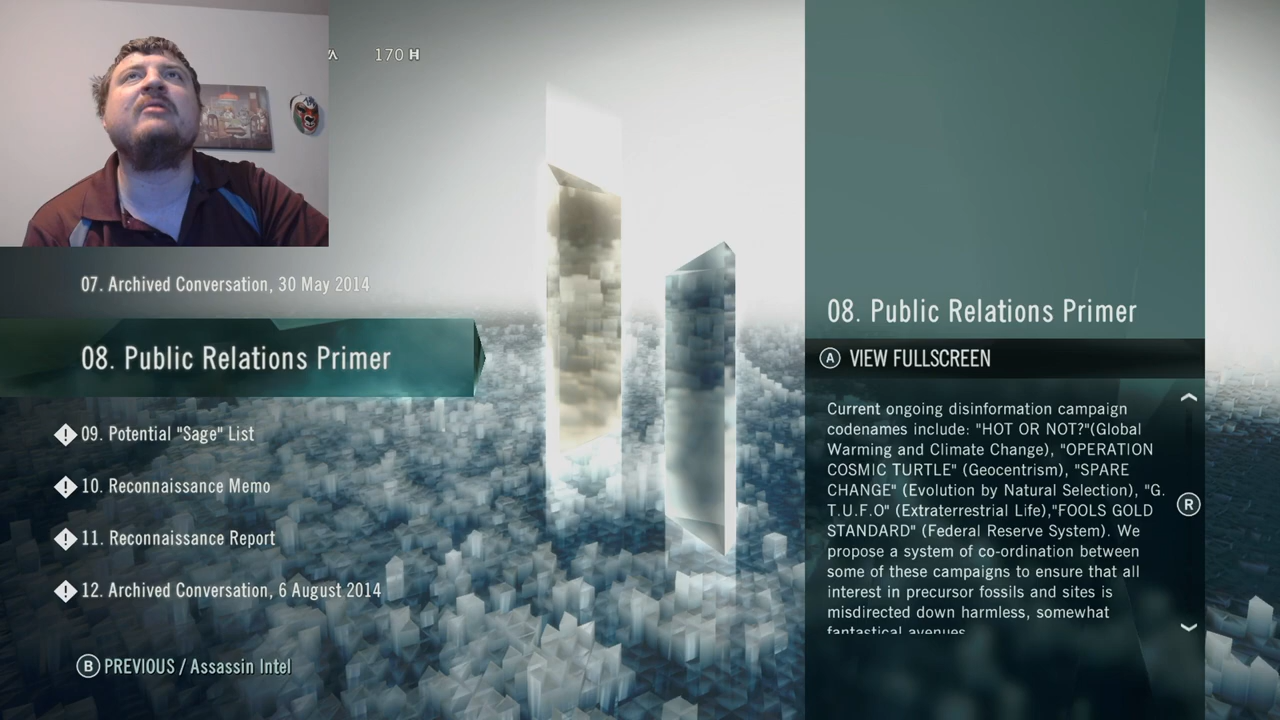 170 H
07. Archived Conversation, 30 May 2014
08. Public Relations Primer
09. Potential "Sage" List
10. Reconnaissance Memo
11. Reconnaissance Report
12. Archived Conversation, 6 August 2014
B PREVIOUS / Assassin Intel
08. Public Relations Primer
A VIEW FULLSCREEN
Current ongoing disinformation campaign
codenames include: "HOT OR NOT?"(Global
Warming and Climate Change), "OPERATION
COSMIC TURTLE" (Geocentrism), "SPARE
CHANGE" (Evolution by Natural Selection), "G.
T.U.F.O" (Extraterrestrial Life),"FOOLS GOLD
STANDARD" (Federal Reserve System). We
propose a system of co-ordination between
some of these campaigns to ensure that all
interest in precursor fossils and sites is
misdirected down harmless, somewhat
fantastical avenues.
R